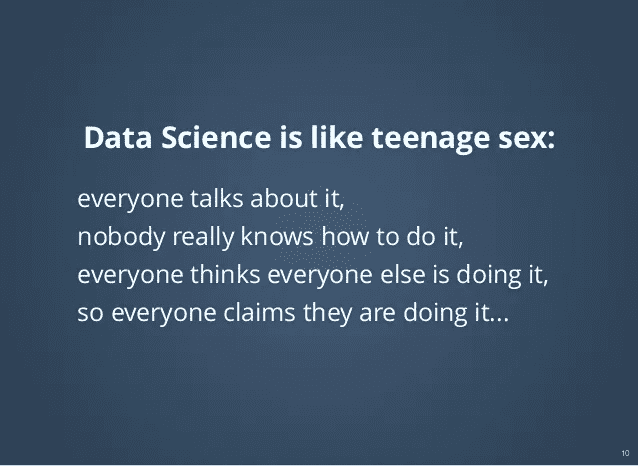 Data Science is like teenage sex:
everyone talks about it,
nobody really knows how to do it,
everyone thinks everyone else is doing it,
so everyone claims they are doing it...
10